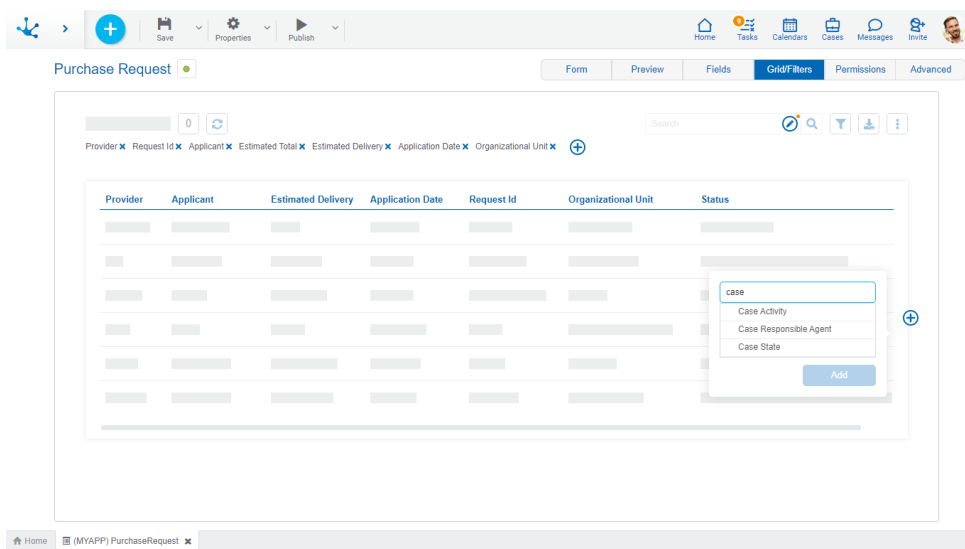 Save Properties Publish Home 9 Tasks Calendars Cases Messages Invite
Purchase Request Form Preview Fields Grid/Filters Permissions Advanced
0 Search
Provider Request Id Applicant Estimated Total Estimated Delivery Application Date Organizational Unit
Provider Applicant Estimated Delivery Application Date Request Id Organizational Unit Status
case
Case Activity
Case Responsible Agent
Case State
Add
Home (MYAPP) PurchaseRequest